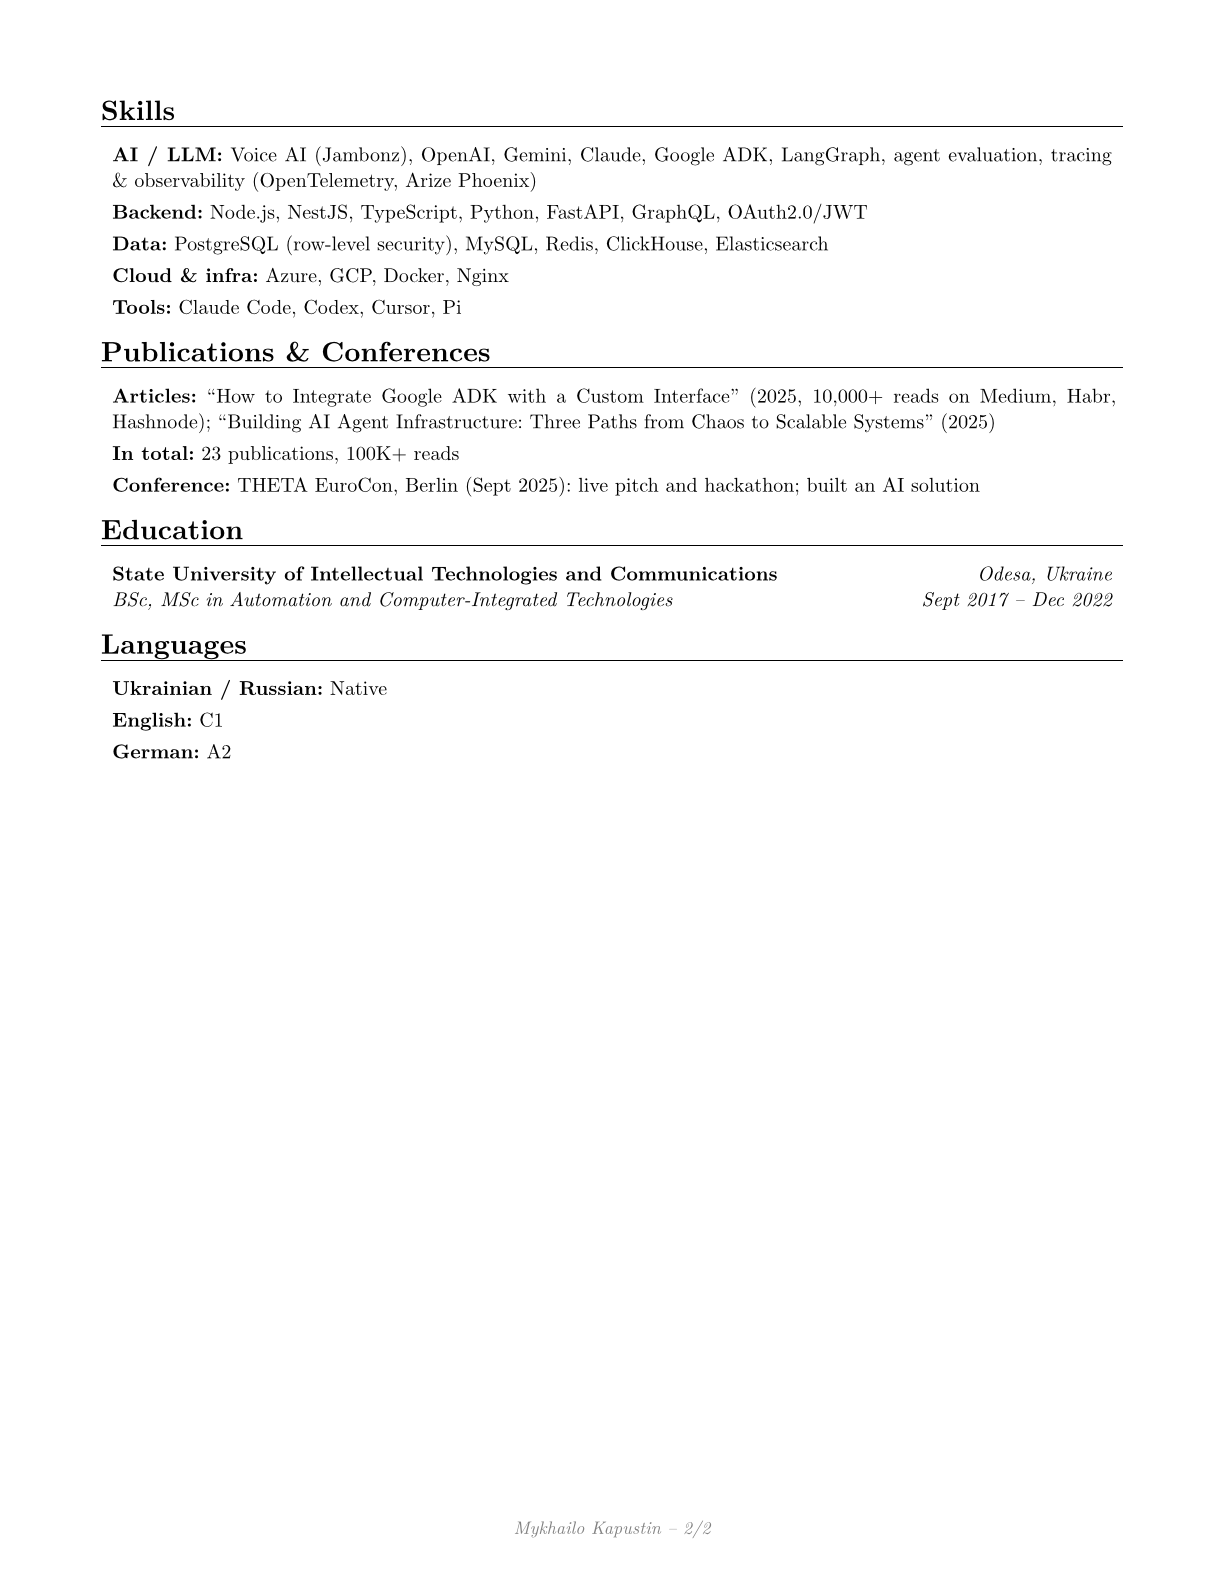 Skills
AI / LLM: Voice AI (Jambonz), OpenAI, Gemini, Claude, Google ADK, LangGraph, agent evaluation, tracing
& observability (OpenTelemetry, Arize Phoenix)
Backend: Node.js, NestJS, TypeScript, Python, FastAPI, GraphQL, OAuth2.0/JWT
Data: PostgreSQL (row-level security), MySQL, Redis, ClickHouse, Elasticsearch
Cloud & infra: Azure, GCP, Docker, Nginx
Tools: Claude Code, Codex, Cursor, Pi
Publications & Conferences
Articles: “How to Integrate Google ADK with a Custom Interface” (2025, 10,000+ reads on Medium, Habr,
Hashnode); “Building AI Agent Infrastructure: Three Paths from Chaos to Scalable Systems” (2025)
In total: 23 publications, 100K+ reads
Conference: THETA EuroCon, Berlin (Sept 2025): live pitch and hackathon; built an AI solution
Education
State University of Intellectual Technologies and Communications Odesa, Ukraine
BSc, MSc in Automation and Computer-Integrated Technologies Sept 2017 – Dec 2022
Languages
Ukrainian / Russian: Native
English: C1
German: A2
Mykhailo Kapustin – 2/2